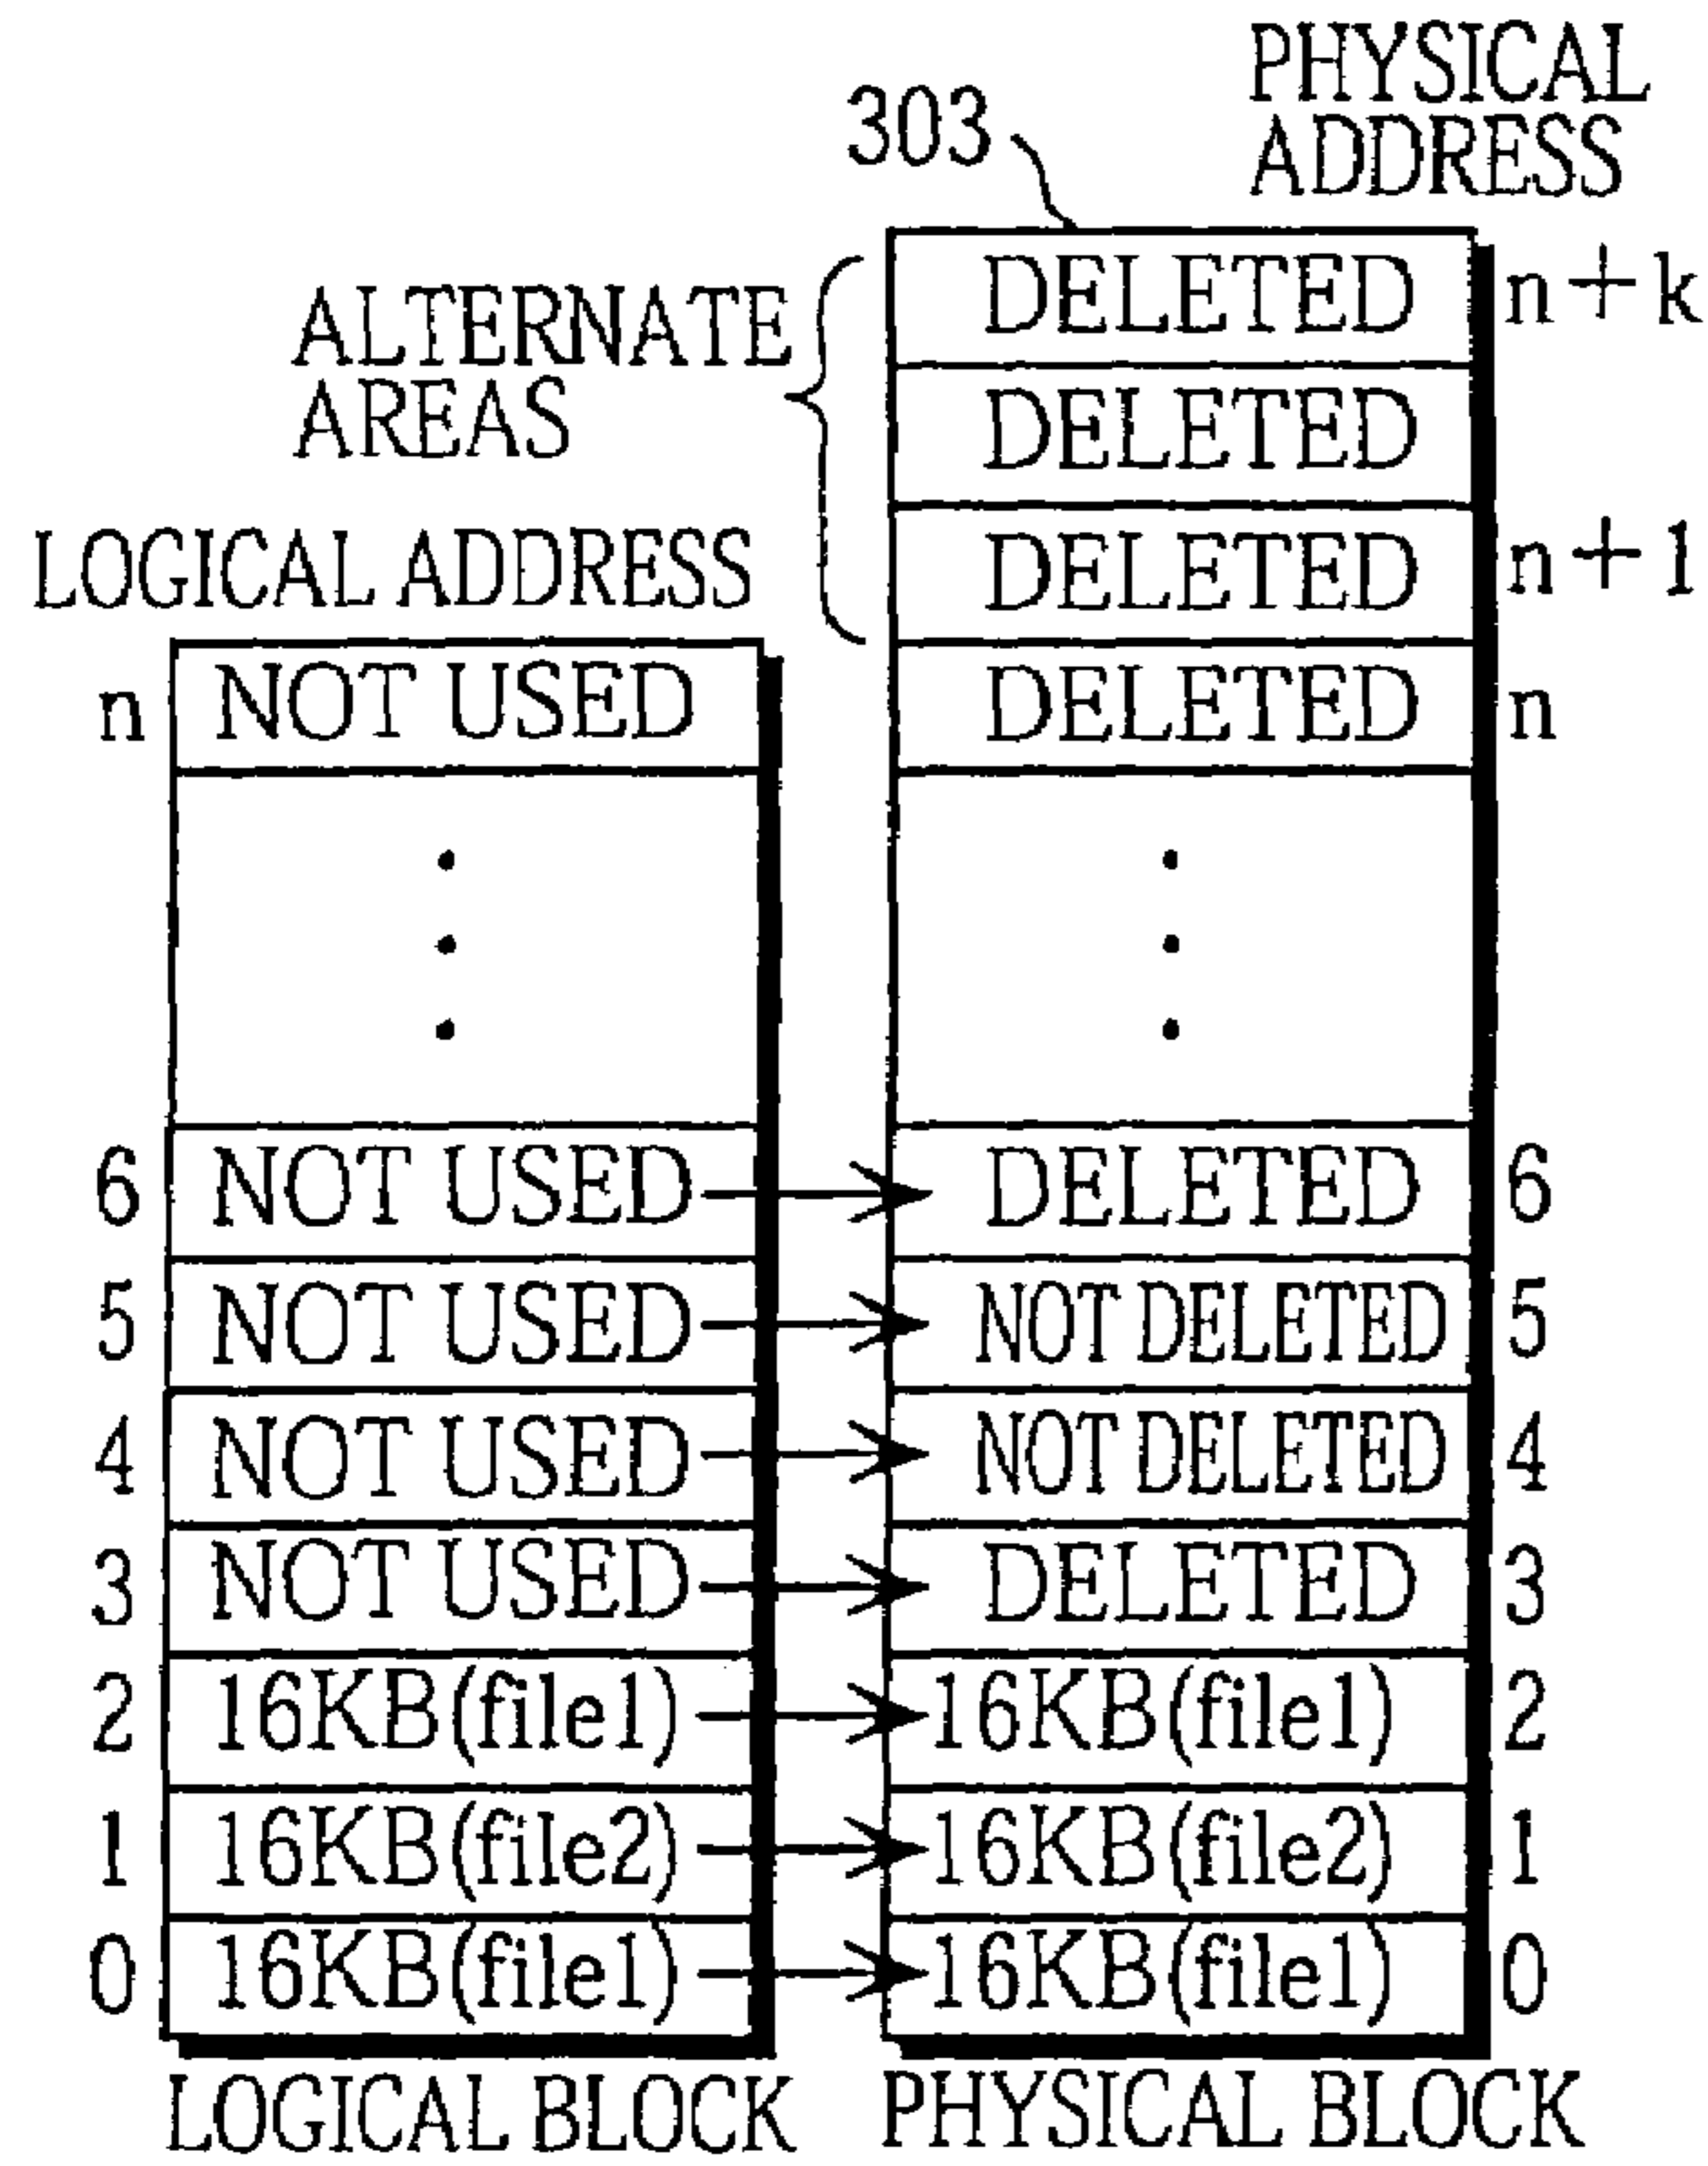 PHYSICAL
ADDRESS
303
ALTERNATE
AREAS
DELETED n+k
DELETED
LOGICAL ADDRESS
DELETED n+1
n NOT USED DELETED n
6 NOT USED DELETED 6
5 NOT USED NOT DELETED 5
4 NOT USED NOT DELETED 4
3 NOT USED DELETED 3
2 16KB(file1) 16KB(file1) 2
1 16KB(file2) 16KB(file2) 1
0 16KB(file1) 16KB(file1) 0
LOGICAL BLOCK PHYSICAL BLOCK